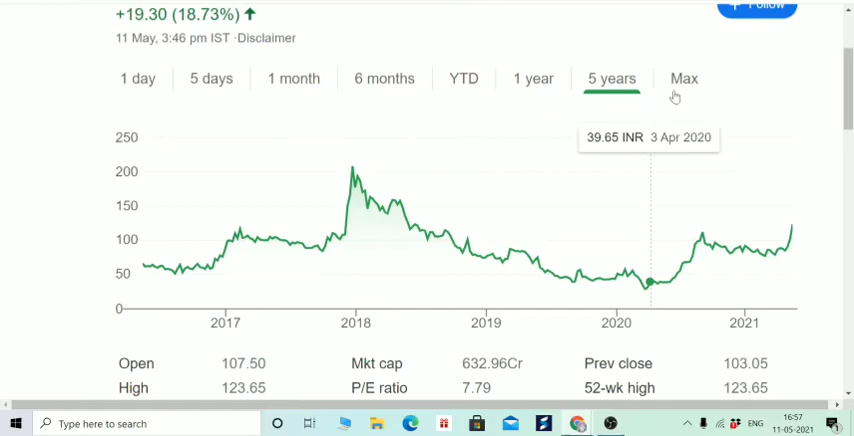 +19.30 (18.73%)
+ Follow
11 May, 3:46 pm IST ·Disclaimer
1 day 5 days 1 month 6 months YTD 1 year 5 years Max
39.65 INR 3 Apr 2020
250
200
150
100
50
0
2017 2018 2019 2020 2021
Open 107.50 Mkt cap 632.96Cr Prev close 103.05
High 123.65 P/E ratio 7.79 52-wk high 123.65
Type here to search
ENG
16:57
11-05-2021
1